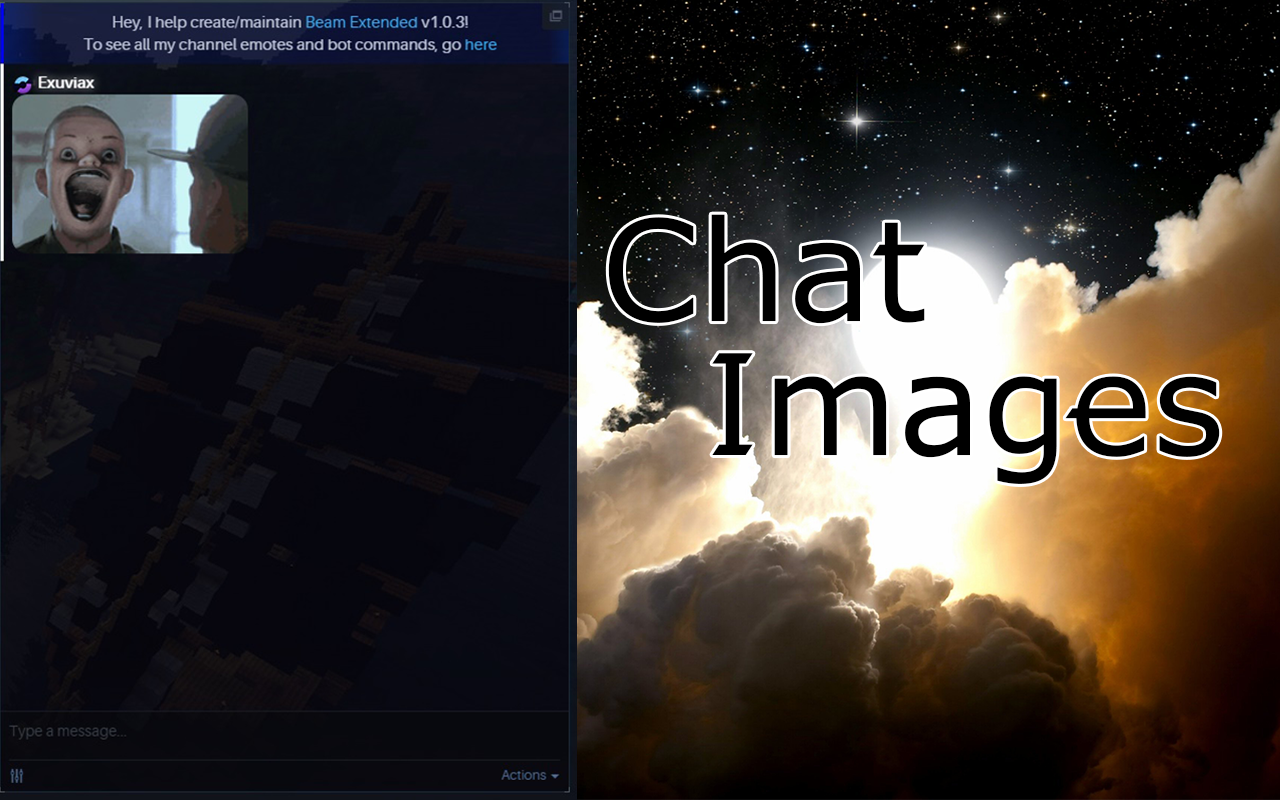 Hey, I help create/maintain Beam Extended v1.0.3!
To see all my channel emotes and bot commands, go here
Exuviax
Chat
Images
Type a message...
Actions